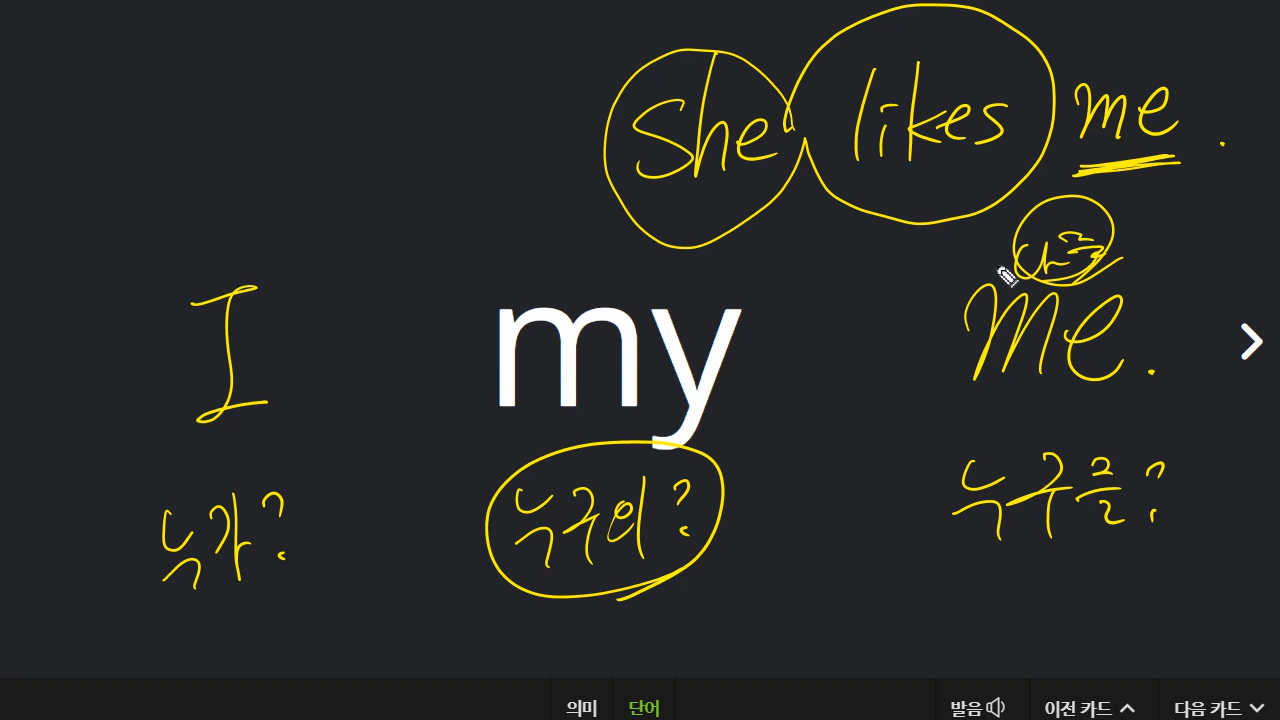 She likes me.
나를
I my me.
누가? 누구의? 누구를?
의미 단어 발음 이전 카드 다음 카드